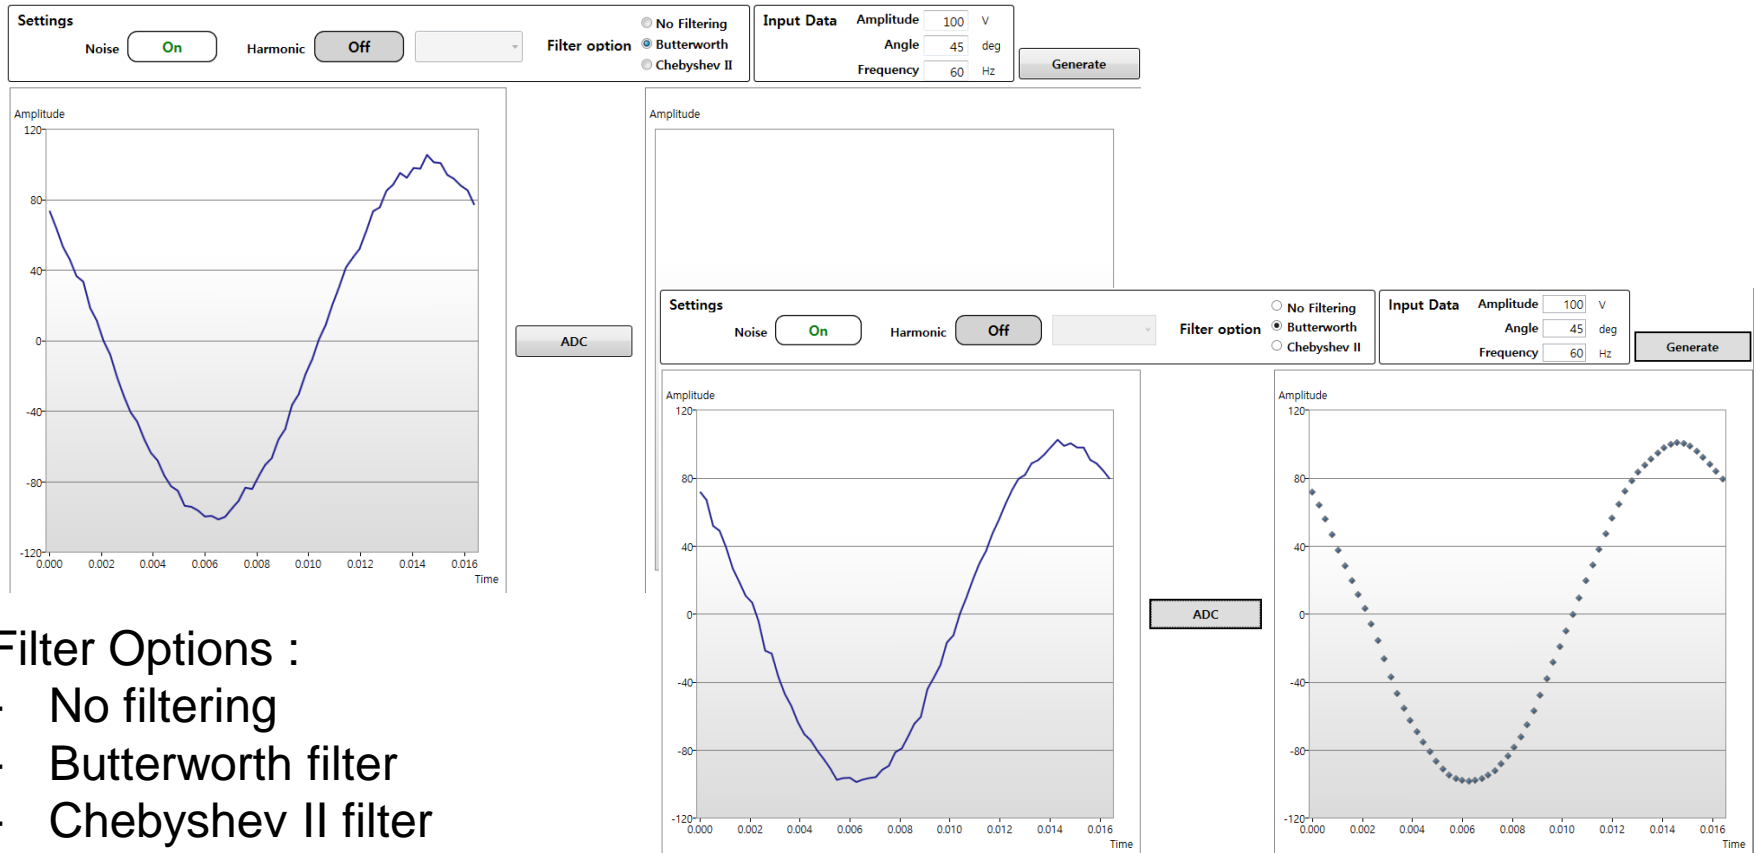 Settings
Noise On Harmonic Off Filter option
No Filtering
Butterworth
Chebyshev II
Input Data Amplitude 100 V
Angle 45 deg
Frequency 60 Hz
Generate
Amplitude
120
80
40
0
-40
-80
-120
0.000 0.002 0.004 0.006 0.008 0.010 0.012 0.014 0.016
Time
ADC
Amplitude
Settings
Noise On Harmonic Off Filter option
No Filtering
Butterworth
Chebyshev II
Input Data Amplitude 100 V
Angle 45 deg
Frequency 60 Hz
Generate
Amplitude
120
80
40
0
-40
-80
-120
0.000 0.002 0.004 0.006 0.008 0.010 0.012 0.014 0.016
Time
ADC
Amplitude
120
80
40
0
-40
-80
-120
0.000 0.002 0.004 0.006 0.008 0.010 0.012 0.014 0.016
Time
Filter Options :
- No filtering
- Butterworth filter
- Chebyshev II filter